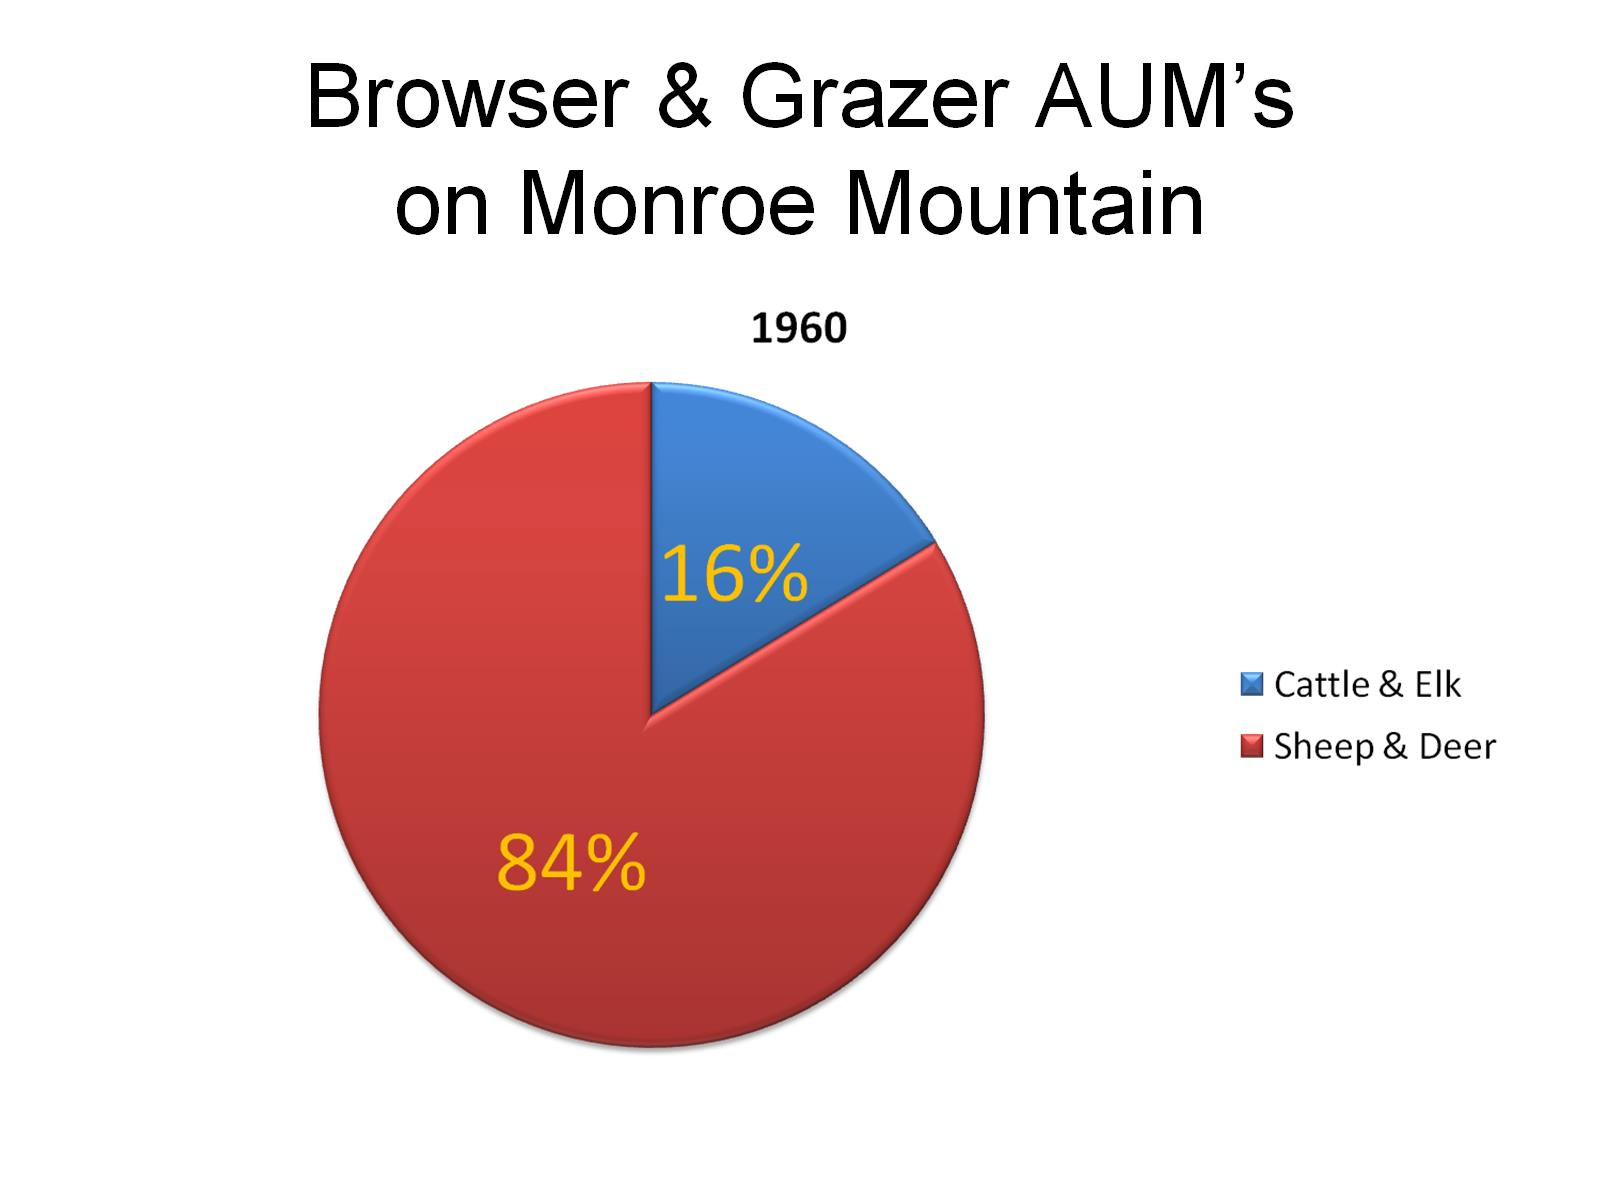 Browser & Grazer AUM’s
on Monroe Mountain
1960
16%
84%
Cattle & Elk
Sheep & Deer